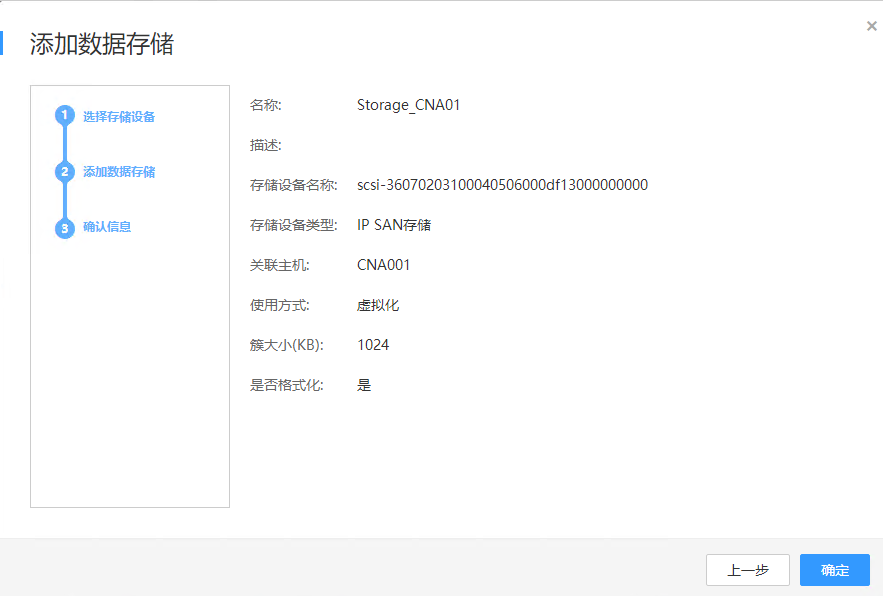 添加数据存储
×
1 选择存储设备
2 添加数据存储
3 确认信息
名称: Storage_CNA01
描述:
存储设备名称: scsi-36070203100040506000df13000000000
存储设备类型: IP SAN存储
关联主机: CNA001
使用方式: 虚拟化
簇大小(KB): 1024
是否格式化: 是
上一步 确定